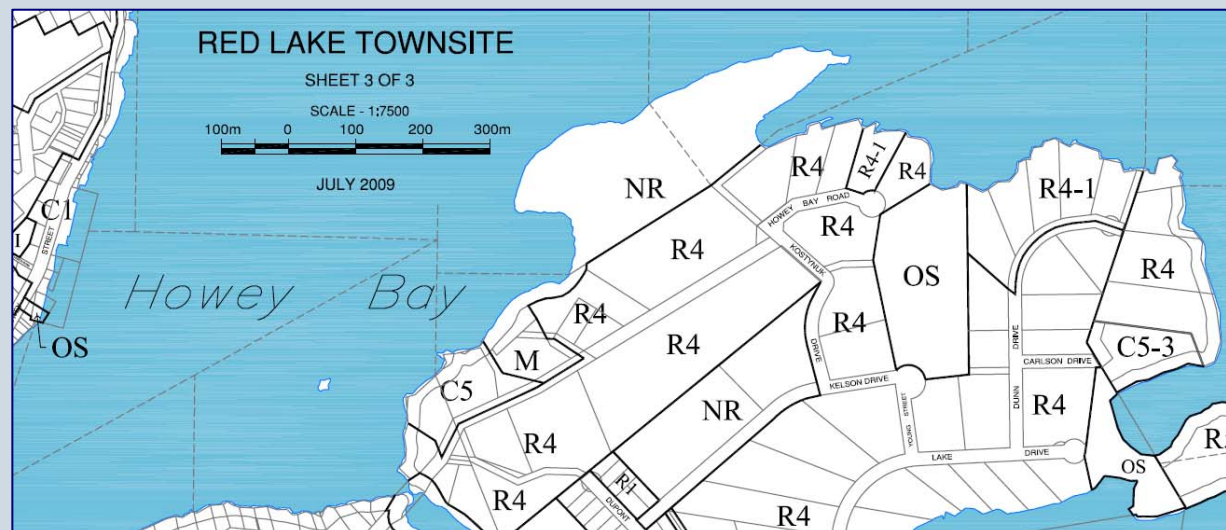 RED LAKE TOWNSITE
SHEET 3 OF 3
SCALE - 1:7500
100m 0 100 200 300m
JULY 2009
C1
I
STREET
OS
Howey Bay
NR
R4
R4-1
R4
HOWEY BAY ROAD
R4
R4
KOSTYNUK
DRIVE
OS
R4-1
R4
R4
M
R4
R4
C5
NR
KELSON DRIVE
YOUNG STREET
DUNN DRIVE
CARLSON DRIVE
C5-3
R4
R4
R4
R1
DUPONT
LAKE DRIVE
R4
OS